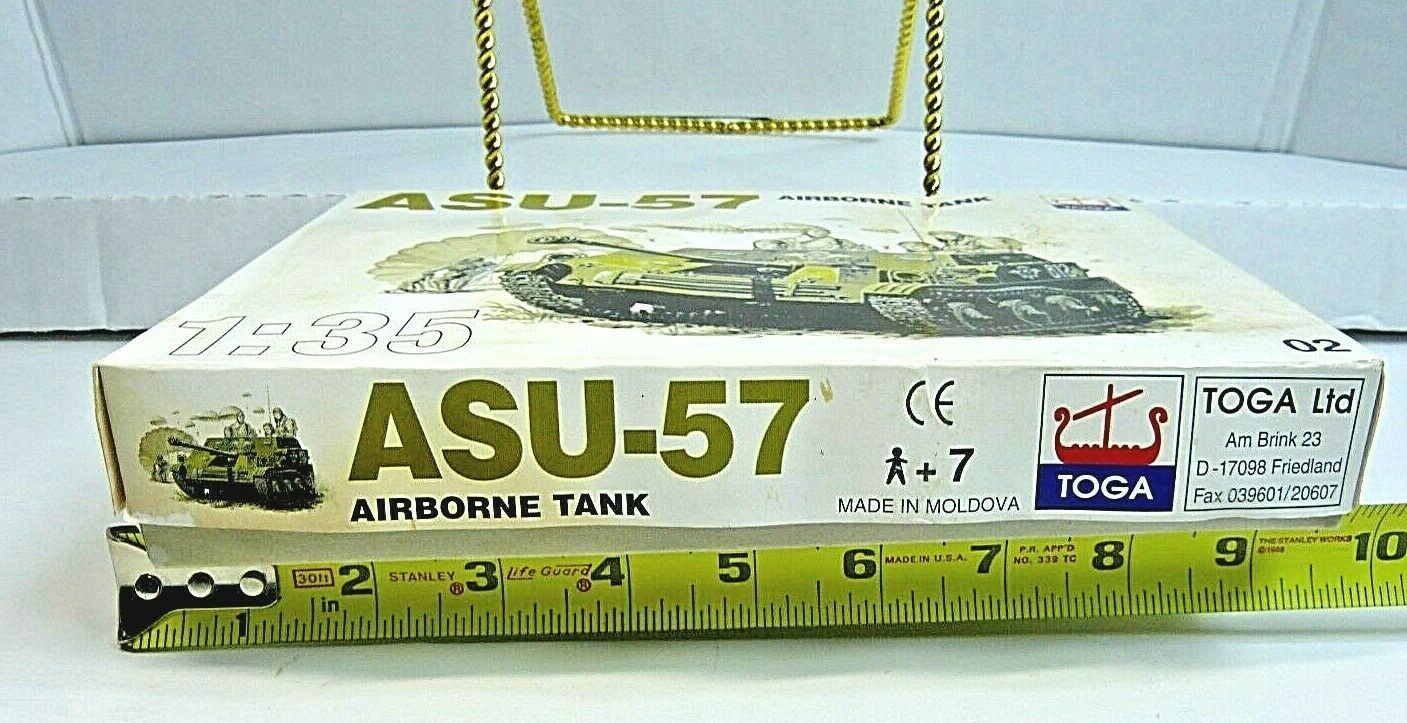 ASU-57 AIRBORNE TANK
1:35
02
ASU-57
AIRBORNE TANK
CE
+ 7
MADE IN MOLDOVA
TOGA
TOGA Ltd
Am Brink 23
D-17098 Friedland
Fax 039601/20607
3011 2 STANLEY ® 3 Life Guard ® 4 5 6 MADE IN U.S.A. 7 P.R. APP'D NO. 339 TC 8 9 THE STANLEY WORKS © 10
in
1